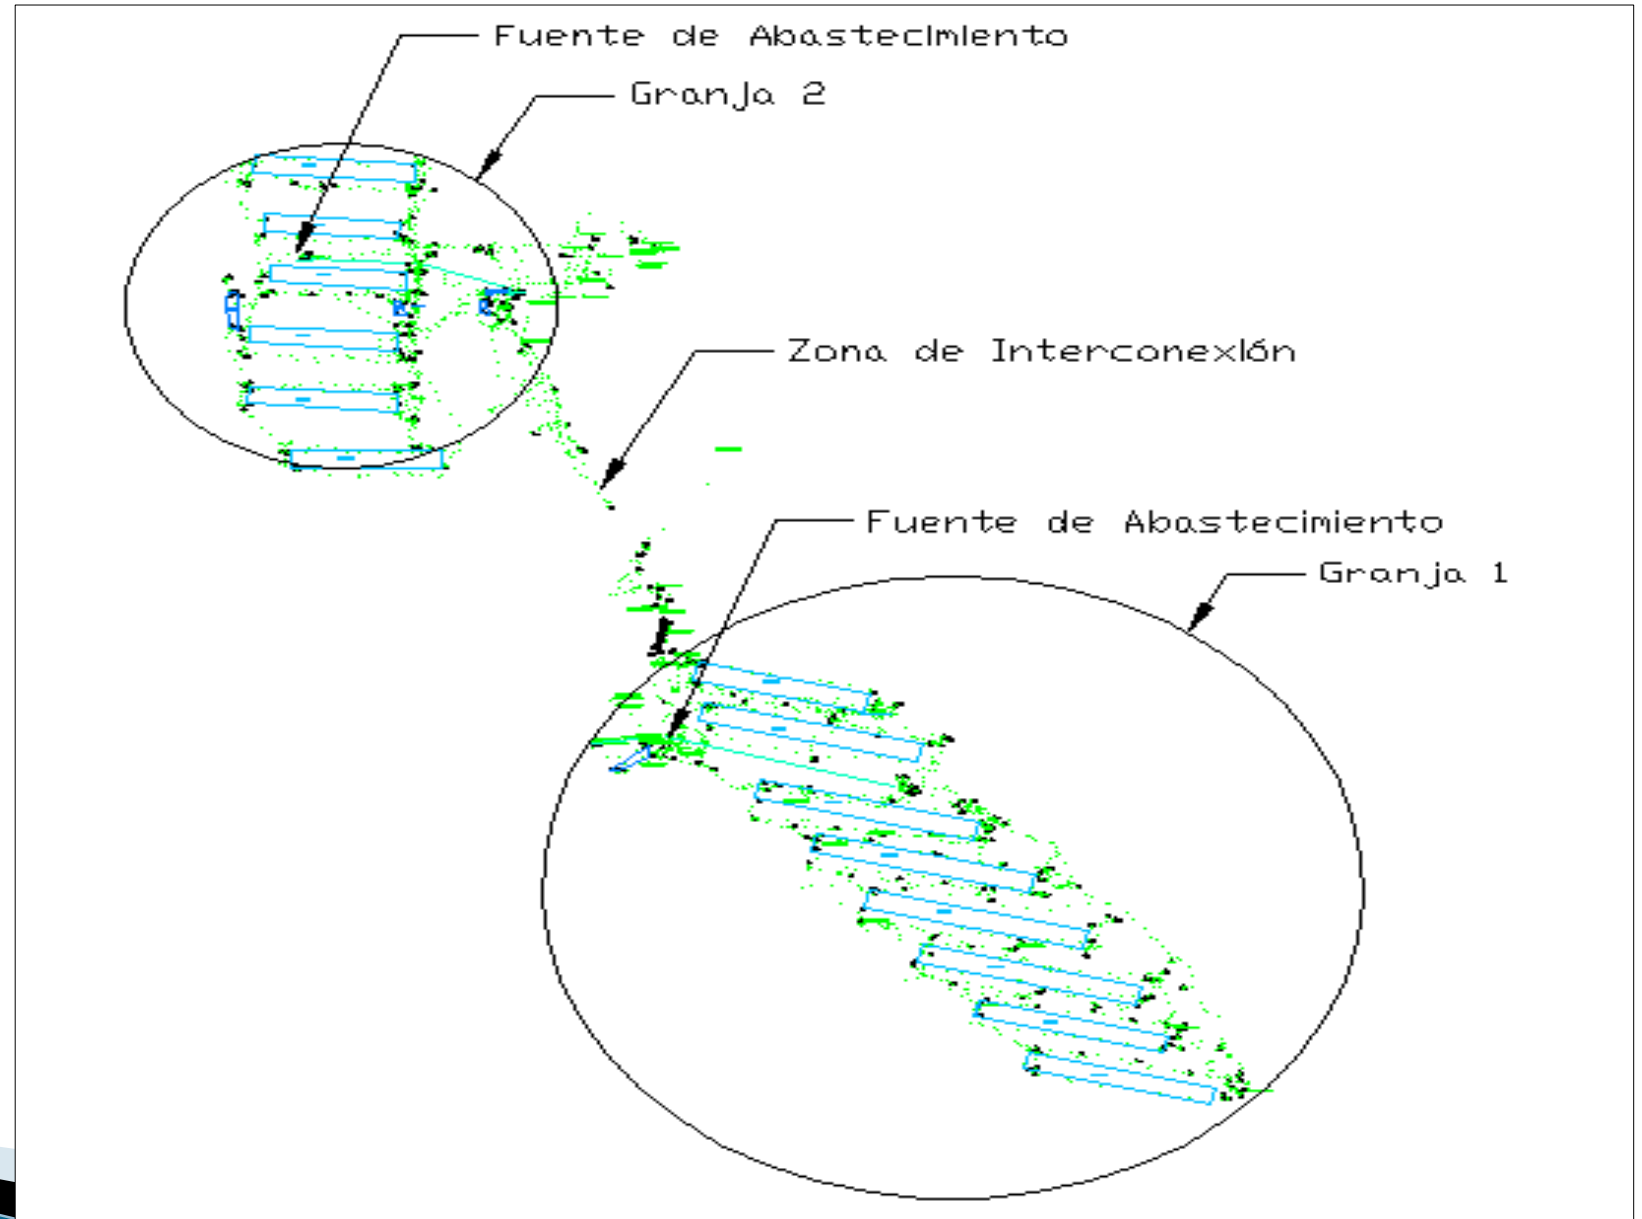 Fuente de Abastecimiento
Granja 2
Zona de Interconexión
Fuente de Abastecimiento
Granja 1